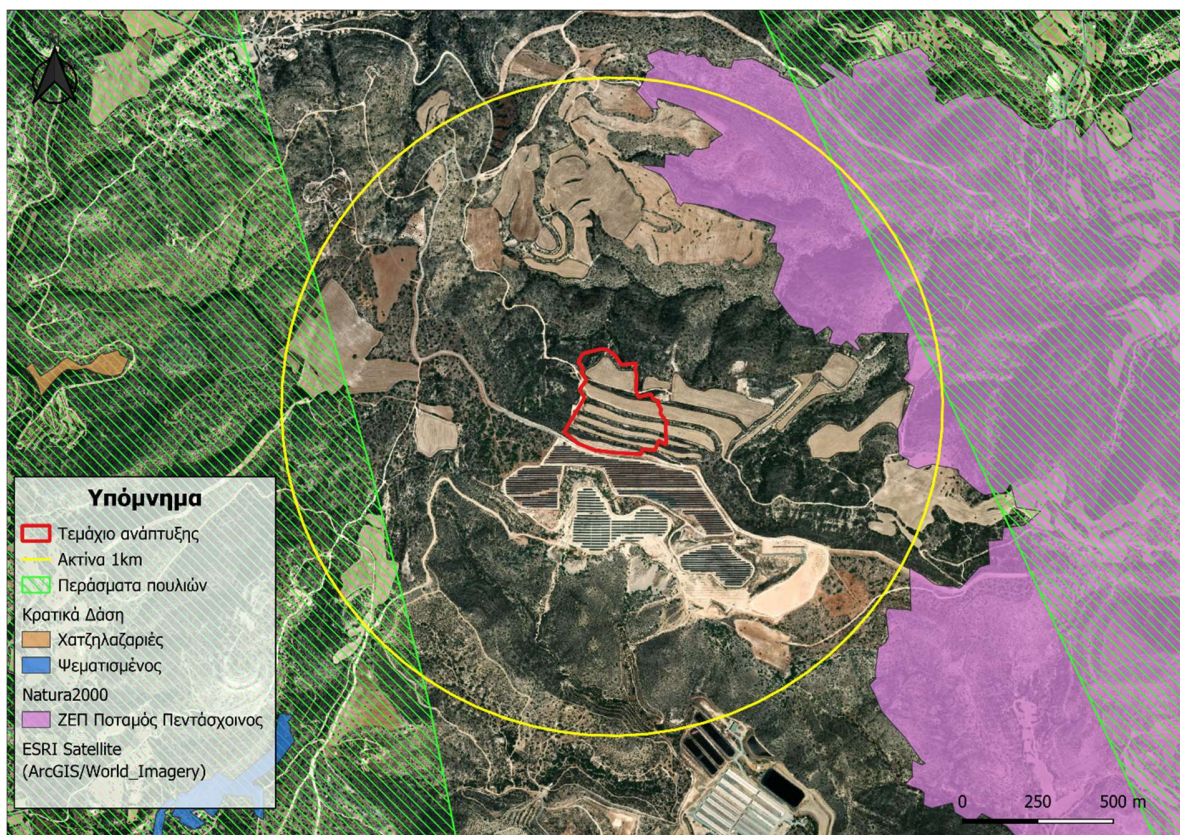 Υπόμνημα
Τεμάχιο ανάπτυξης
Ακτίνα 1km
Περάσματα πουλιών
Κρατικά Δάση
Χατζηλαζαριές
Ψεματισμένος
Natura2000
ΖΕΠ Ποταμός Πεντάσχοινος
ESRI Satellite
(ArcGIS/World_Imagery)
0 250 500 m